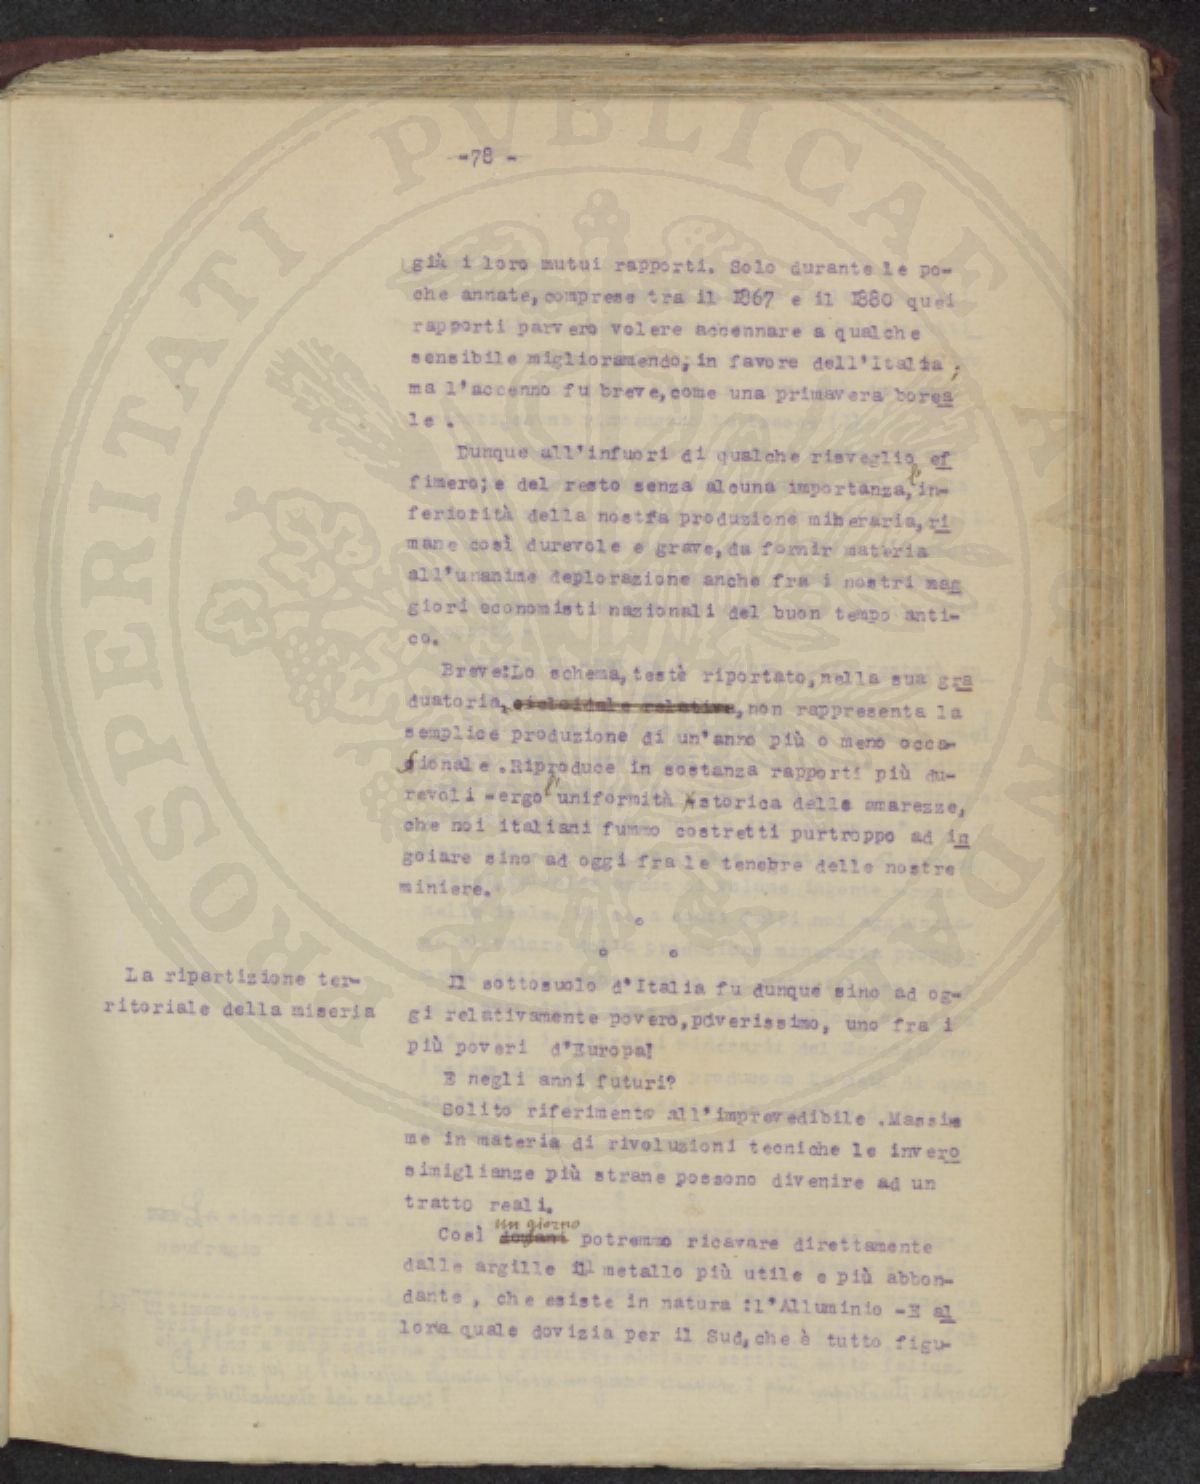 -78 -
già i loro mutui rapporti. Solo durante le po-
che annate, comprese tra il 1867 e il 1880 quei
rapporti parvero volere accennare a qualche
sensibile miglioramendo, in favore dell'Italia ;
ma l'accenno fu breve, come una primavera borea
le .
Dunque all'infuori di qualche risveglio ef
fimero; e del resto senza alcuna importanza, in-
feriorità della nostra produzione mineraria, ri
mane così durevole e grave, da fornir materia
all'unanime deplorazione anche fra i nostri mag
giori economisti nazionali del buon tempo anti-
co.
Breve: Lo schema, testè riportato, nella sua gra
duatoria, cicloidale relativa, non rappresenta la
semplice produzione di un'anno più o meno occa-
sionale . Riproduce in sostanza rapporti più du-
revoli - ergo l'uniformità storica delle amarezze,
che noi italiani fummo costretti purtroppo ad in
goiare sino ad oggi fra le tenebre delle nostre
miniere.
o
o o
La ripartizione ter-
ritoriale della miseria
Il sottosuolo d'Italia fu dunque sino ad og-
gi relativamente povero, poverissimo, uno fra i
più poveri d'Europa!
E negli anni futuri?
Solito riferimento all'imprevedibile . Massim
me in materia di rivoluzioni tecniche le invero
simiglianze più strane possono divenire ad un
tratto reali.
un giorno
Così domani potremmo ricavare direttamente
dalle argille il metallo più utile e più abbon-
dante , che esiste in natura : l'Alluminio - E al
lora quale dovizia per il Sud, che è tutto figu-
ROSPERITATI PVBLICAE AVGENDAE